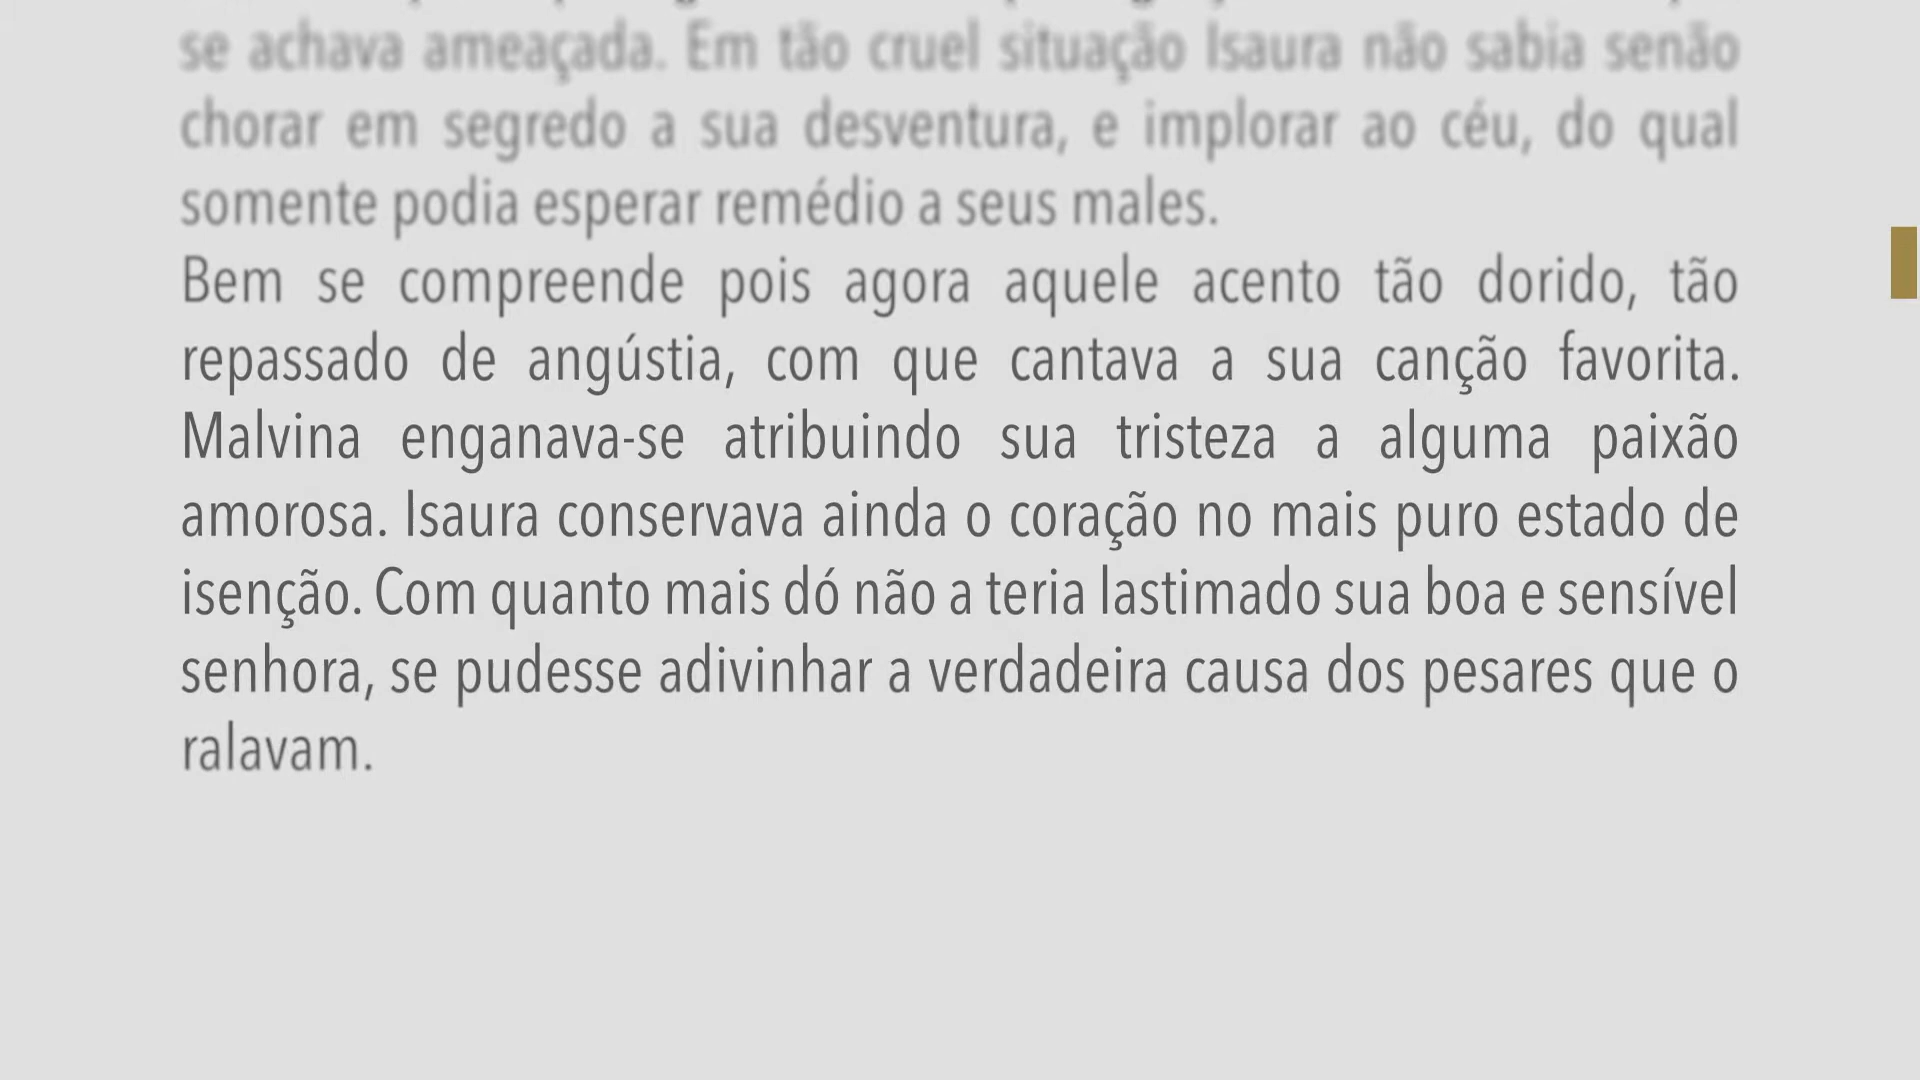 se achava ameaçada. Em tão cruel situação Isaura não sabia senão
chorar em segredo a sua desventura, e implorar ao céu, do qual
somente podia esperar remédio a seus males.
Bem se compreende pois agora aquele acento tão dorido, tão
repassado de angústia, com que cantava a sua canção favorita.
Malvina enganava-se atribuindo sua tristeza a alguma paixão
amorosa. Isaura conservava ainda o coração no mais puro estado de
isenção. Com quanto mais dó não a teria lastimado sua boa e sensível
senhora, se pudesse adivinhar a verdadeira causa dos pesares que o
ralavam.